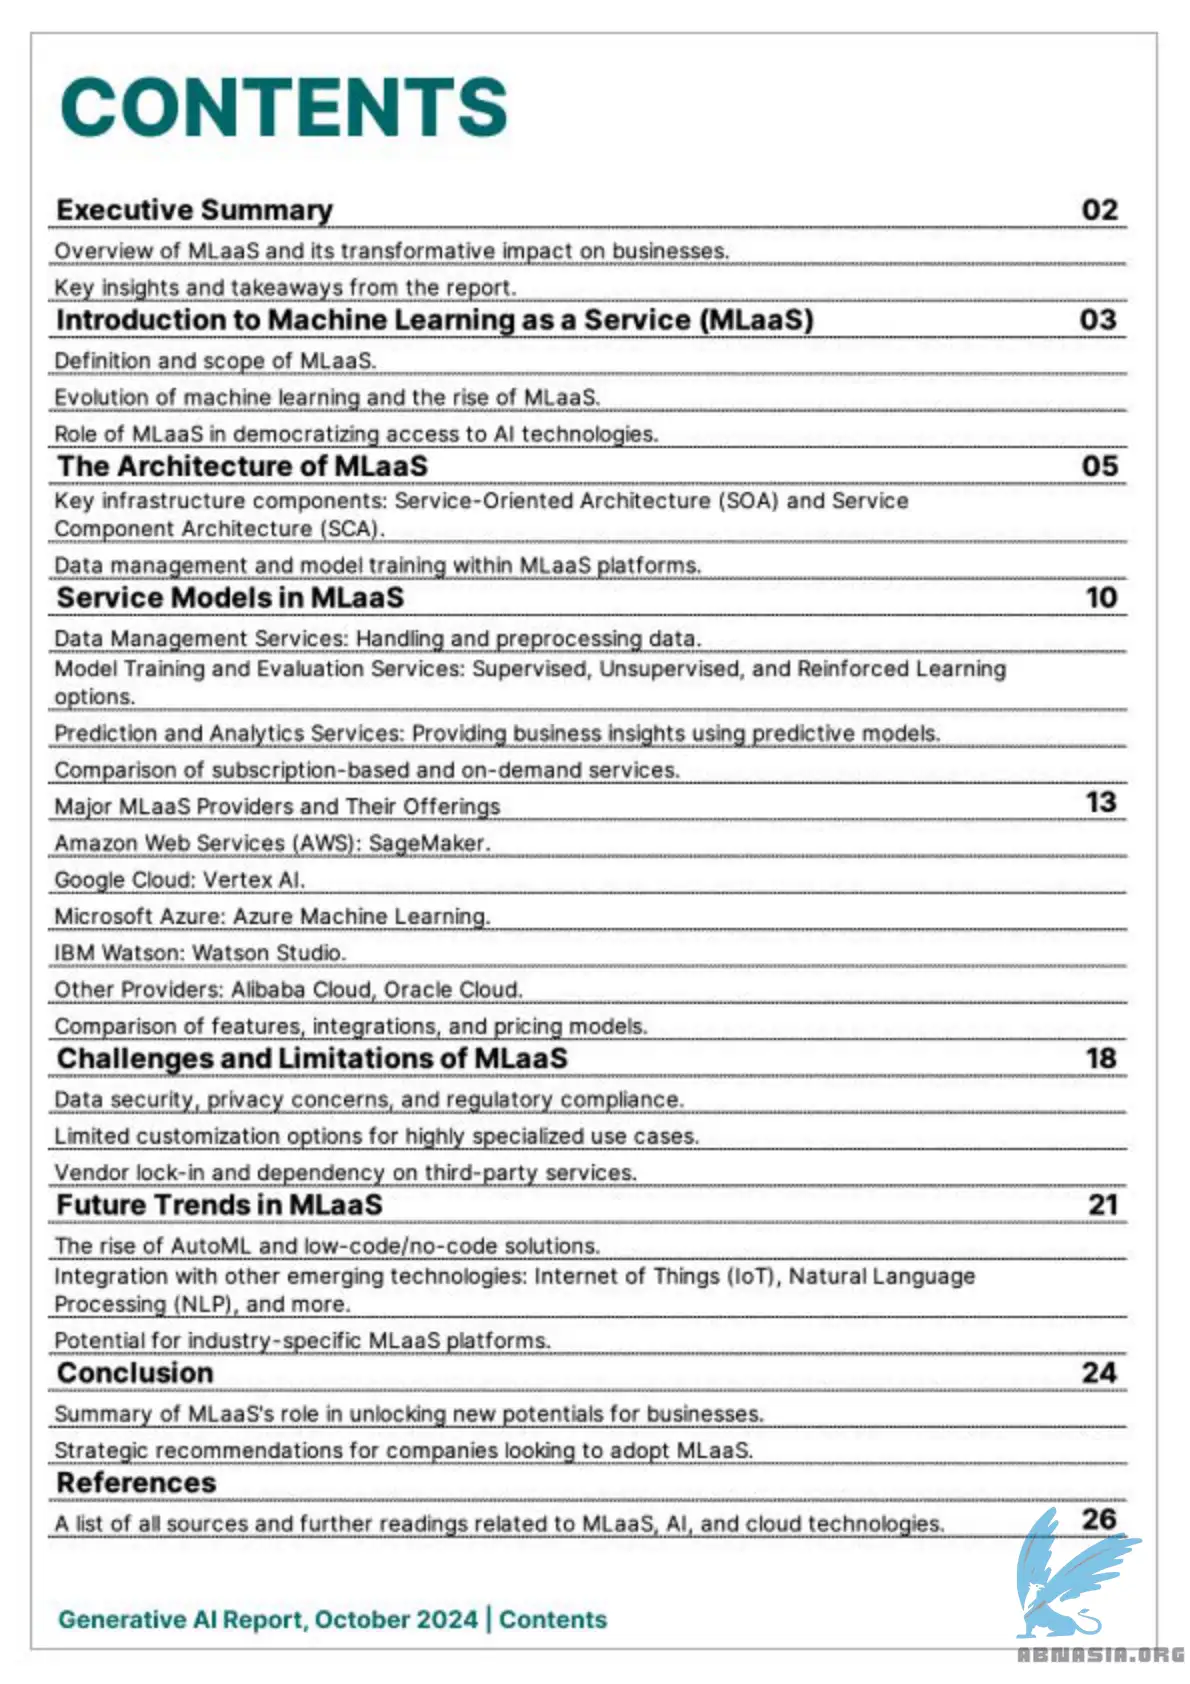 CONTENTS
Executive Summary 02
Overview of MLaaS and its transformative impact on businesses.
Key insights and takeaways from the report.
Introduction to Machine Learning as a Service (MLaaS) 03
Definition and scope of MLaaS.
Evolution of machine learning and the rise of MLaaS.
Role of MLaaS in democratizing access to AI technologies.
The Architecture of MLaaS 05
Key infrastructure components: Service-Oriented Architecture (SOA) and Service
Component Architecture (SCA).
Data management and model training within MLaaS platforms.
Service Models in MLaaS 10
Data Management Services: Handling and preprocessing data.
Model Training and Evaluation Services: Supervised, Unsupervised, and Reinforced Learning
options.
Prediction and Analytics Services: Providing business insights using predictive models.
Comparison of subscription-based and on-demand services.
Major MLaaS Providers and Their Offerings 13
Amazon Web Services (AWS): SageMaker.
Google Cloud: Vertex AI.
Microsoft Azure: Azure Machine Learning.
IBM Watson: Watson Studio.
Other Providers: Alibaba Cloud, Oracle Cloud.
Comparison of features, integrations, and pricing models.
Challenges and Limitations of MLaaS 18
Data security, privacy concerns, and regulatory compliance.
Limited customization options for highly specialized use cases.
Vendor lock-in and dependency on third-party services.
Future Trends in MLaaS 21
The rise of AutoML and low-code/no-code solutions.
Integration with other emerging technologies: Internet of Things (IoT), Natural Language
Processing (NLP), and more.
Potential for industry-specific MLaaS platforms.
Conclusion 24
Summary of MLaaS's role in unlocking new potentials for businesses.
Strategic recommendations for companies looking to adopt MLaaS.
References
A list of all sources and further readings related to MLaaS, AI, and cloud technologies. 26
Generative AI Report, October 2024 | Contents
ABNASIA.ORG